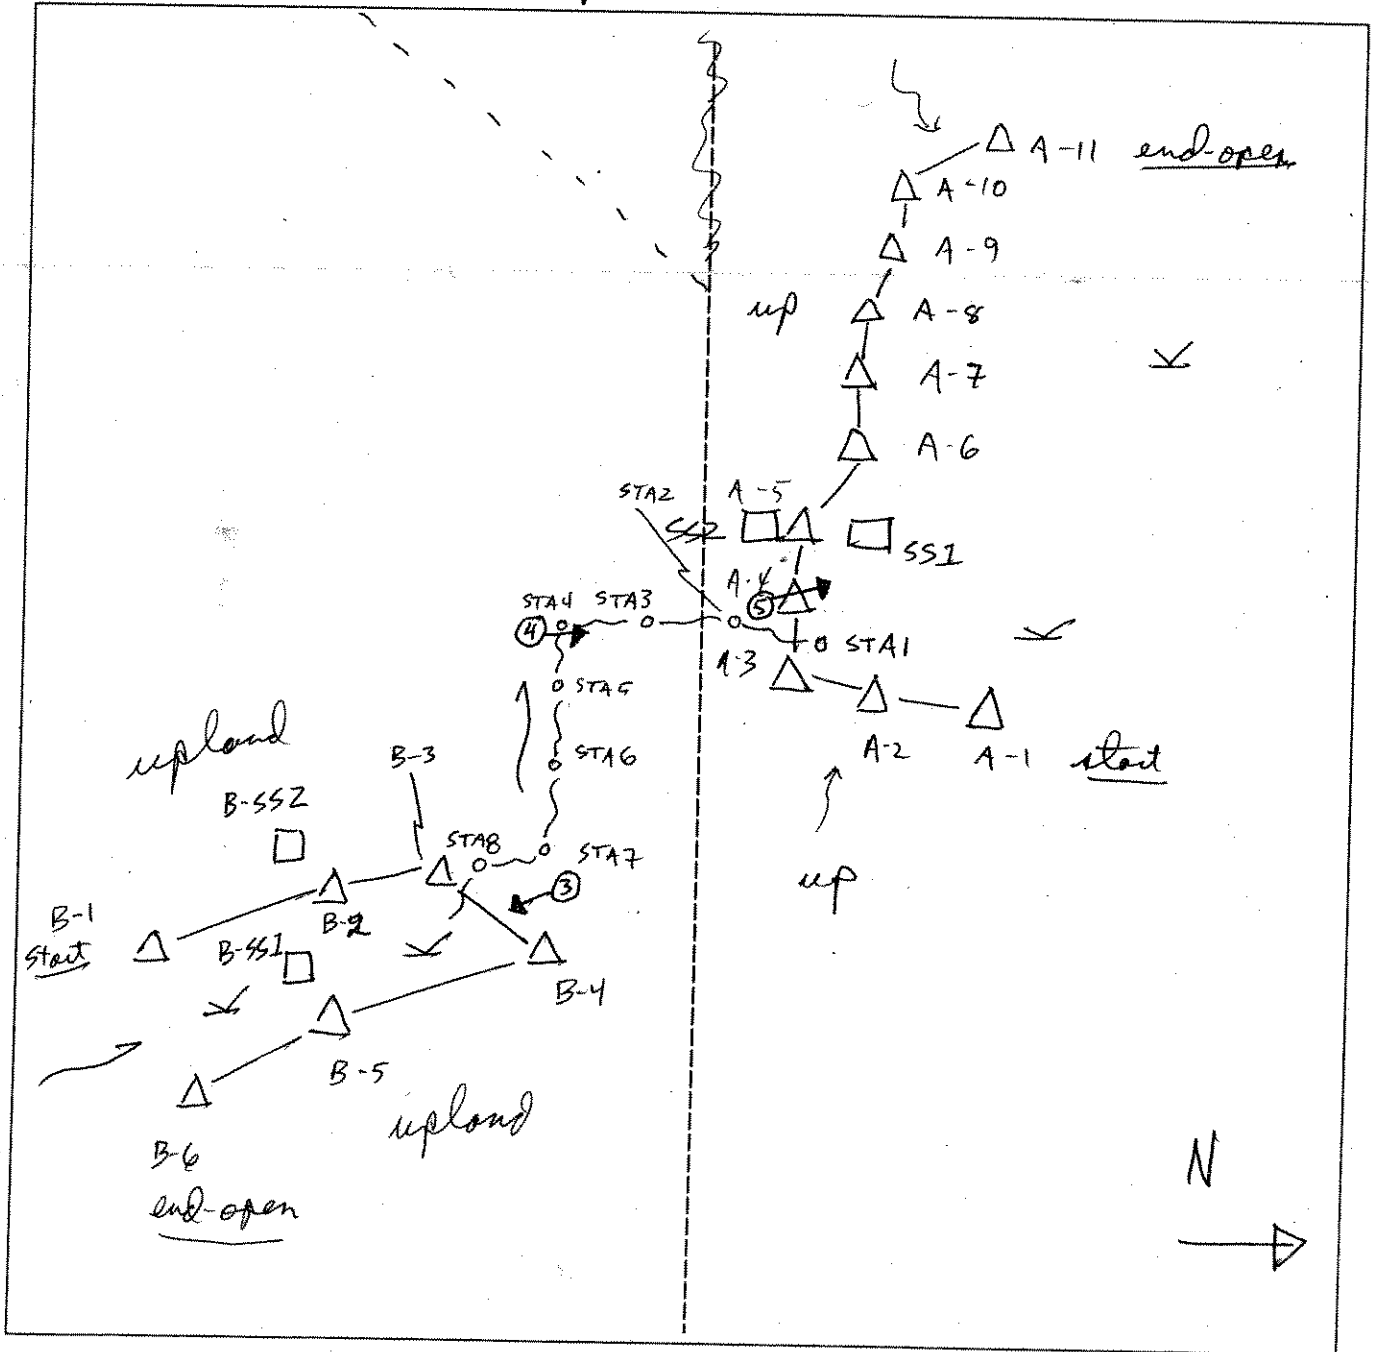 A-11 end-open
A-10
A-9
up
A-8
A-7
A-6
STA2
A-5
SS2
SS1
A-4
5
STA4
STA3
4
A-3
STA1
STA5
A-2
A-1
start
upland
B-3
STA6
B-SS2
STA8
STA7
up
3
B-1
start
B-2
B-SS1
B-4
B-5
upland
B-6
end-open
N